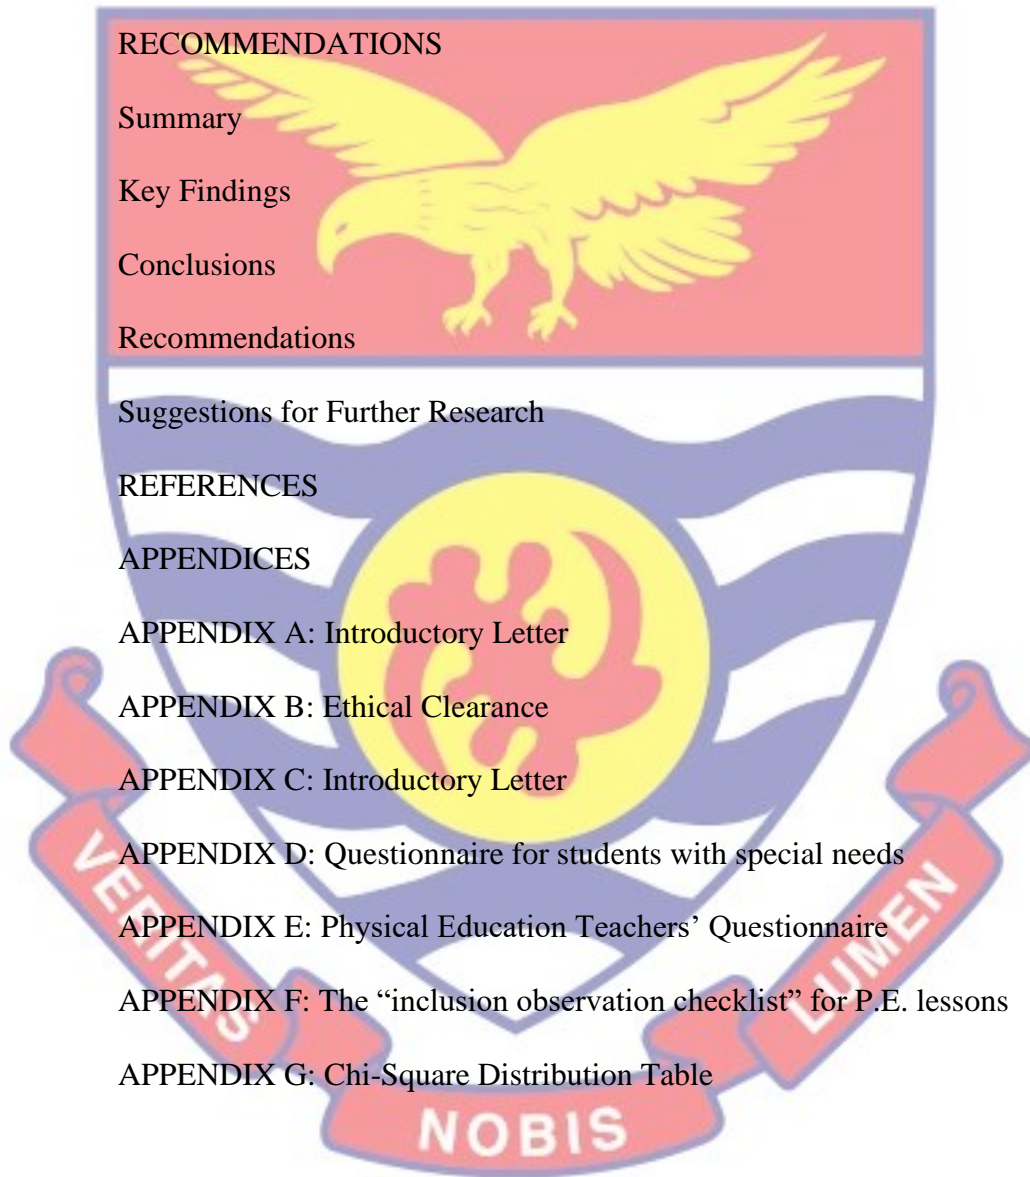 RECOMMENDATIONS
Summary
Key Findings
Conclusions
Recommendations
Suggestions for Further Research
REFERENCES
APPENDICES
APPENDIX A: Introductory Letter
APPENDIX B: Ethical Clearance
APPENDIX C: Introductory Letter
APPENDIX D: Questionnaire for students with special needs
APPENDIX E: Physical Education Teachers’ Questionnaire
APPENDIX F: The “inclusion observation checklist” for P.E. lessons
APPENDIX G: Chi-Square Distribution Table
VERITAS
NOBIS
LUMEN